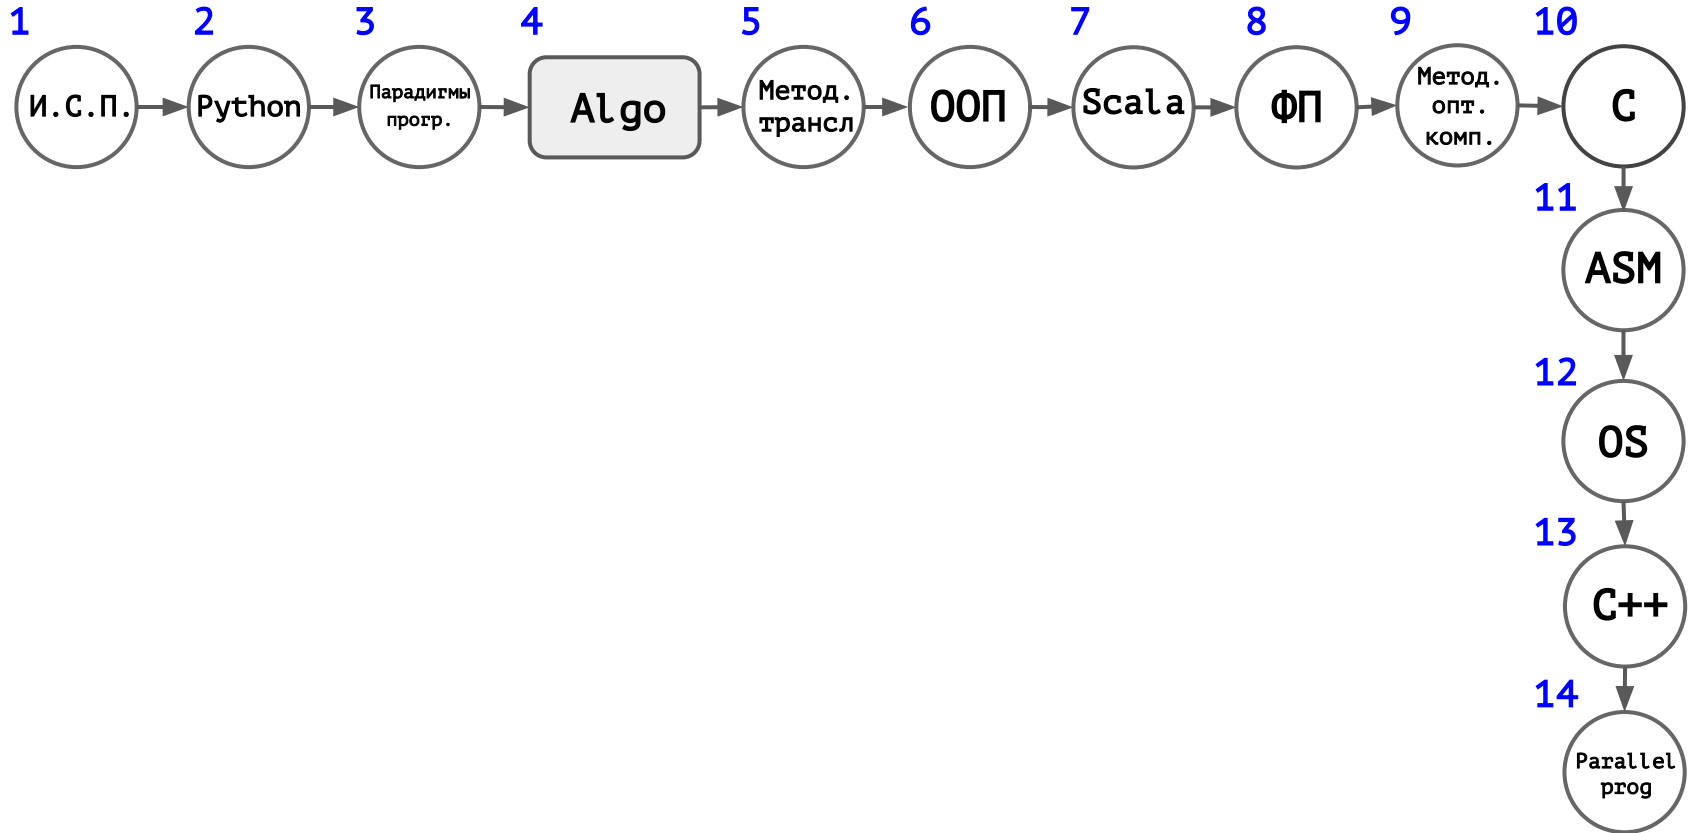 1
И.С.П.
2
Python
3
Парадигмы
прогр.
4
Algo
5
Метод.
трансл
6
ООП
7
Scala
8
ФП
9
Метод.
опт.
комп.
10
C
11
ASM
12
OS
13
C++
14
Parallel
prog